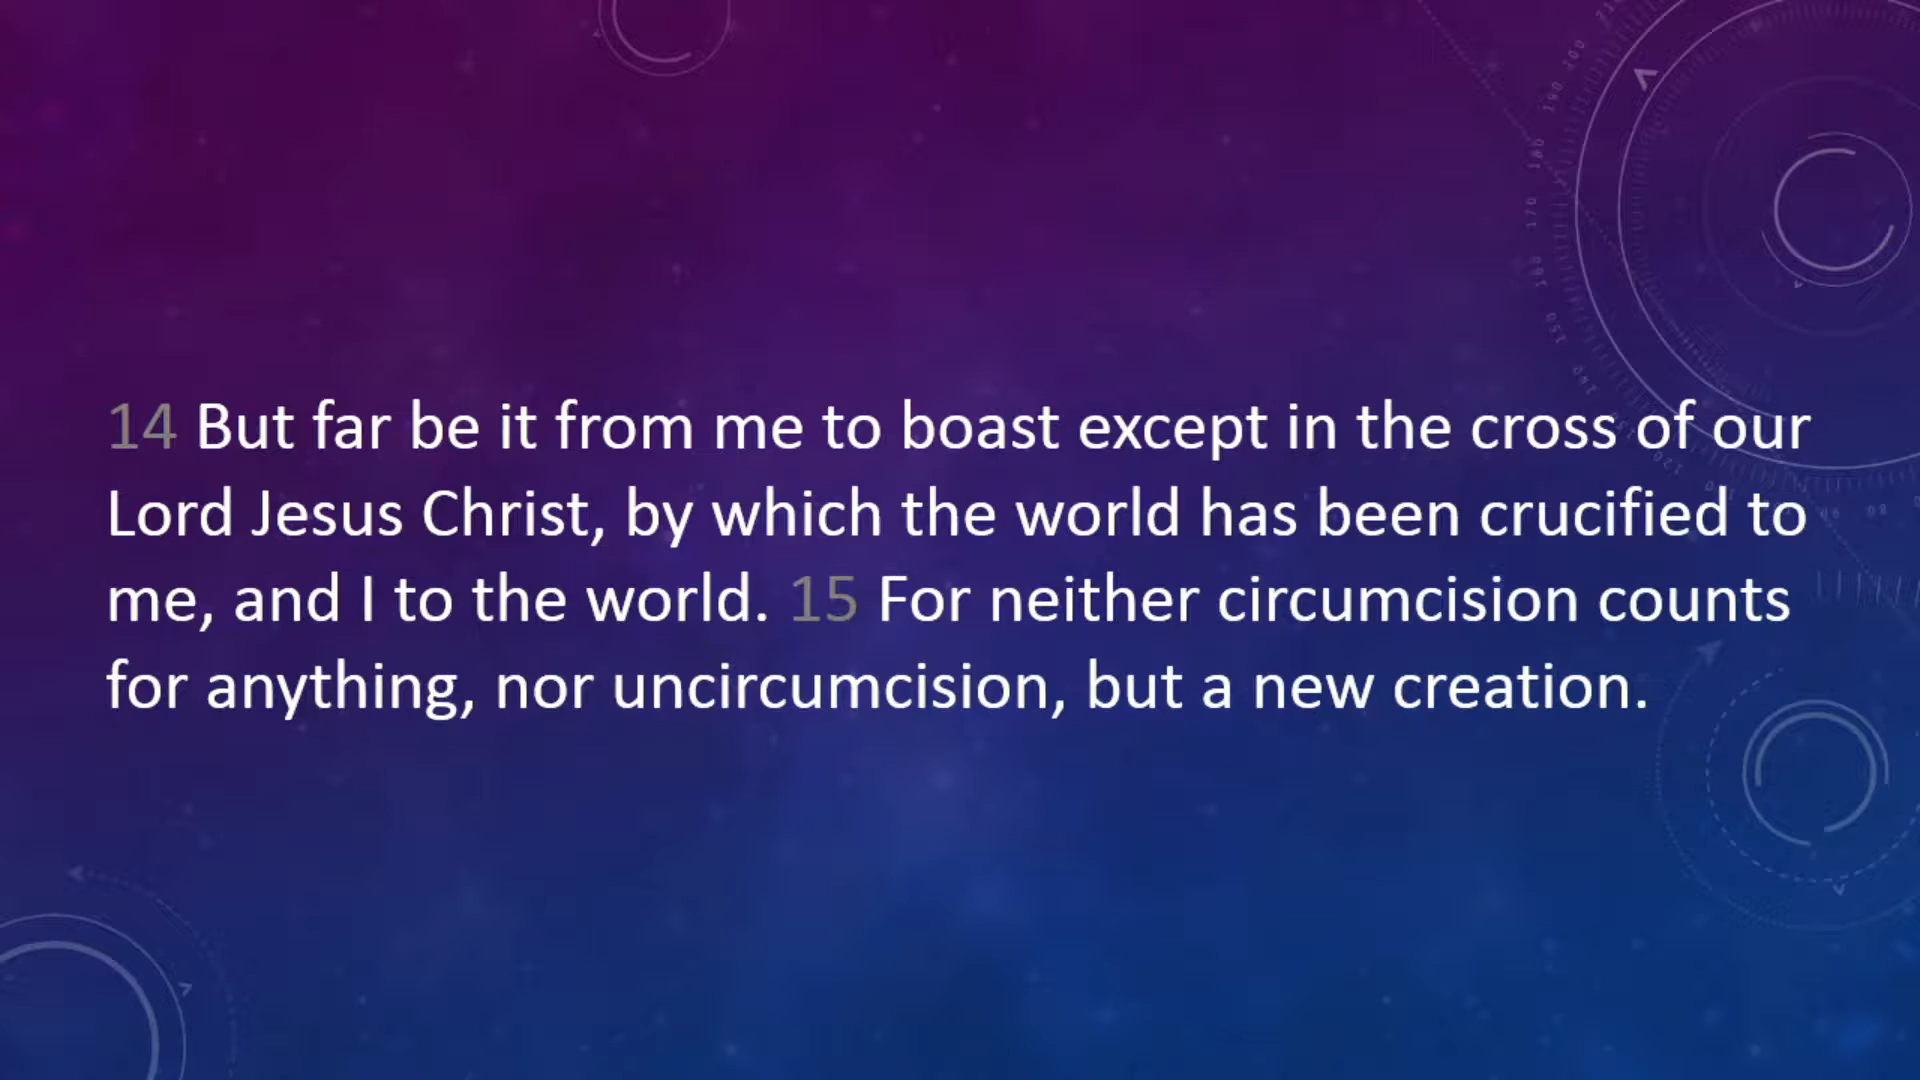 14 But far be it from me to boast except in the cross of our
Lord Jesus Christ, by which the world has been crucified to
me, and I to the world. 15 For neither circumcision counts
for anything, nor uncircumcision, but a new creation.